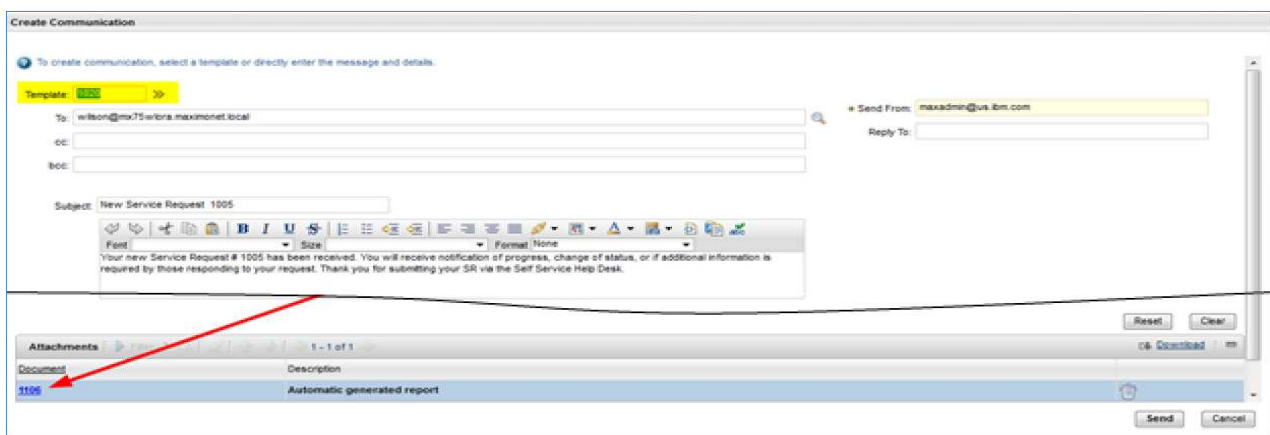 Create Communication
To create communication, select a template or directly enter the message and details.
Template:
To: wilson@mx75wlora.maximonet.local
Send From: maxadmin@us.ibm.com
cc:
Reply To:
bcc:
Subject: New Service Request 1005
B I U S
Font Size Format None
Your new Service Request # 1005 has been received. You will receive notification of progress, change of status, or if additional information is
required by those responding to your request. Thank you for submitting your SR via the Self Service Help Desk.
Reset Clear
Attachments Filter 1 - 1 of 1 Download
Document Description
1106 Automatic generated report
Send Cancel